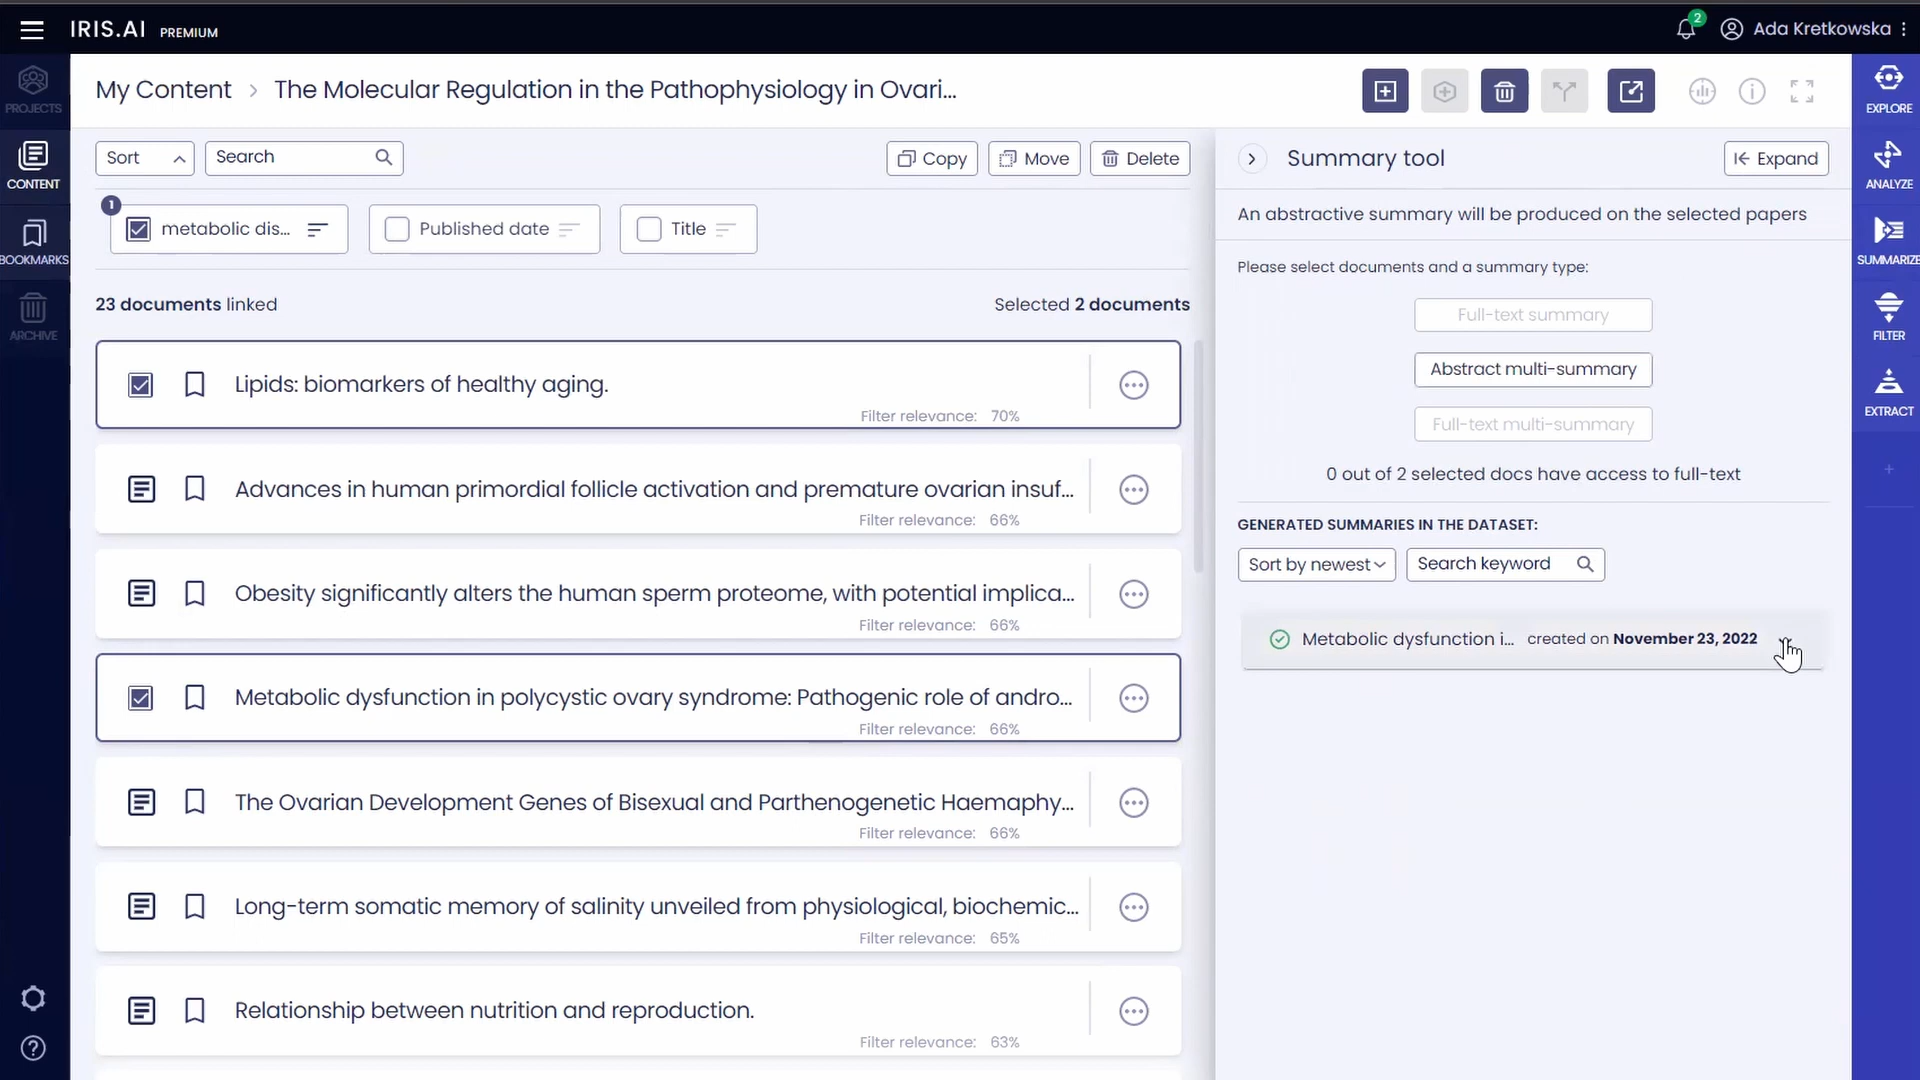 IRIS.AI PREMIUM
2
Ada Kretkowska
PROJECTS
CONTENT
BOOKMARKS
ARCHIVE
My Content > The Molecular Regulation in the Pathophysiology in Ovari...
Sort
Search
Copy
Move
Delete
1
metabolic dis...
Published date
Title
23 documents linked
Selected 2 documents
Lipids: biomarkers of healthy aging.
Filter relevance: 70%
Advances in human primordial follicle activation and premature ovarian insuf...
Filter relevance: 66%
Obesity significantly alters the human sperm proteome, with potential implica...
Filter relevance: 66%
Metabolic dysfunction in polycystic ovary syndrome: Pathogenic role of andro...
Filter relevance: 66%
The Ovarian Development Genes of Bisexual and Parthenogenetic Haemaphy...
Filter relevance: 66%
Long-term somatic memory of salinity unveiled from physiological, biochemic...
Filter relevance: 65%
Relationship between nutrition and reproduction.
Filter relevance: 63%
Summary tool
Expand
An abstractive summary will be produced on the selected papers
Please select documents and a summary type:
Full-text summary
Abstract multi-summary
Full-text multi-summary
0 out of 2 selected docs have access to full-text
GENERATED SUMMARIES IN THE DATASET:
Sort by newest
Search keyword
Metabolic dysfunction i... created on November 23, 2022
EXPLORE
ANALYZE
SUMMARIZE
FILTER
EXTRACT